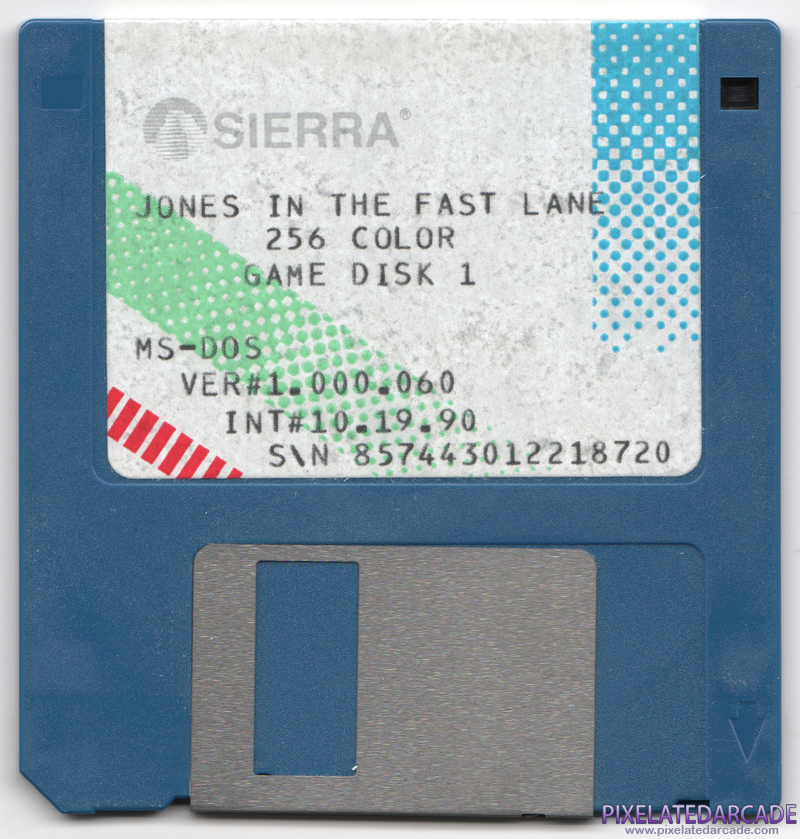 SIERRA®
JONES IN THE FAST LANE
256 COLOR
GAME DISK 1
MS-DOS
VER#1.000.060
INT#10.19.90
S\N 857443012218720
PIXELATEDARCADE
www.pixelatedarcade.com